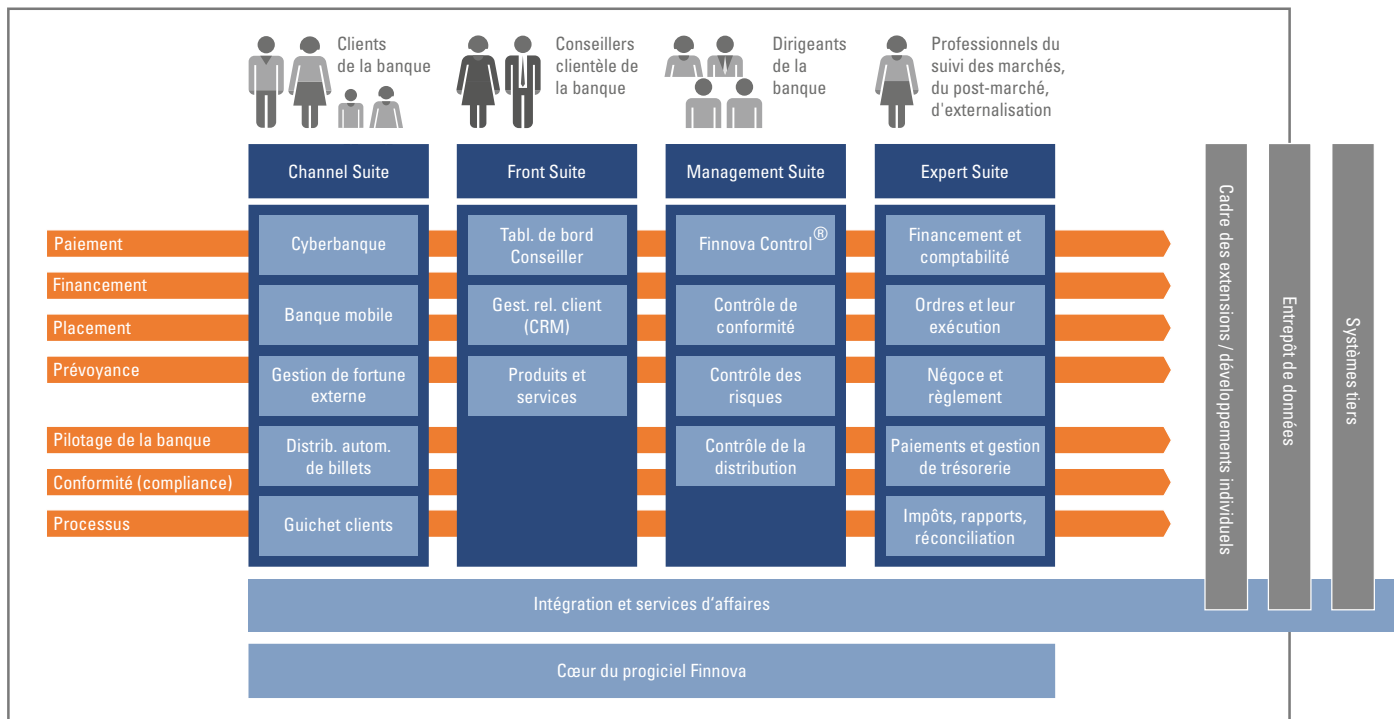 Clients
de la banque
Conseillers
clientèle de
la banque
Dirigeants
de la
banque
Professionnels du
suivi des marchés,
du post-marché,
d'externalisation
Channel Suite
Front Suite
Management Suite
Expert Suite
Paiement
Financement
Placement
Prévoyance
Pilotage de la banque
Conformité (compliance)
Processus
Cyberbanque
Banque mobile
Gestion de fortune
externe
Distrib. autom.
de billets
Guichet clients
Tabl. de bord
Conseiller
Gest. rel. client
(CRM)
Produits et
services
Finnova Control®
Contrôle de
conformité
Contrôle des
risques
Contrôle de la
distribution
Financement et
comptabilité
Ordres et leur
exécution
Négoce et
règlement
Paiements et gestion
de trésorerie
Impôts, rapports,
réconciliation
Cadre des extensions / développements individuels
Entrepôt de données
Systèmes tiers
Intégration et services d’affaires
Cœur du progiciel Finnova